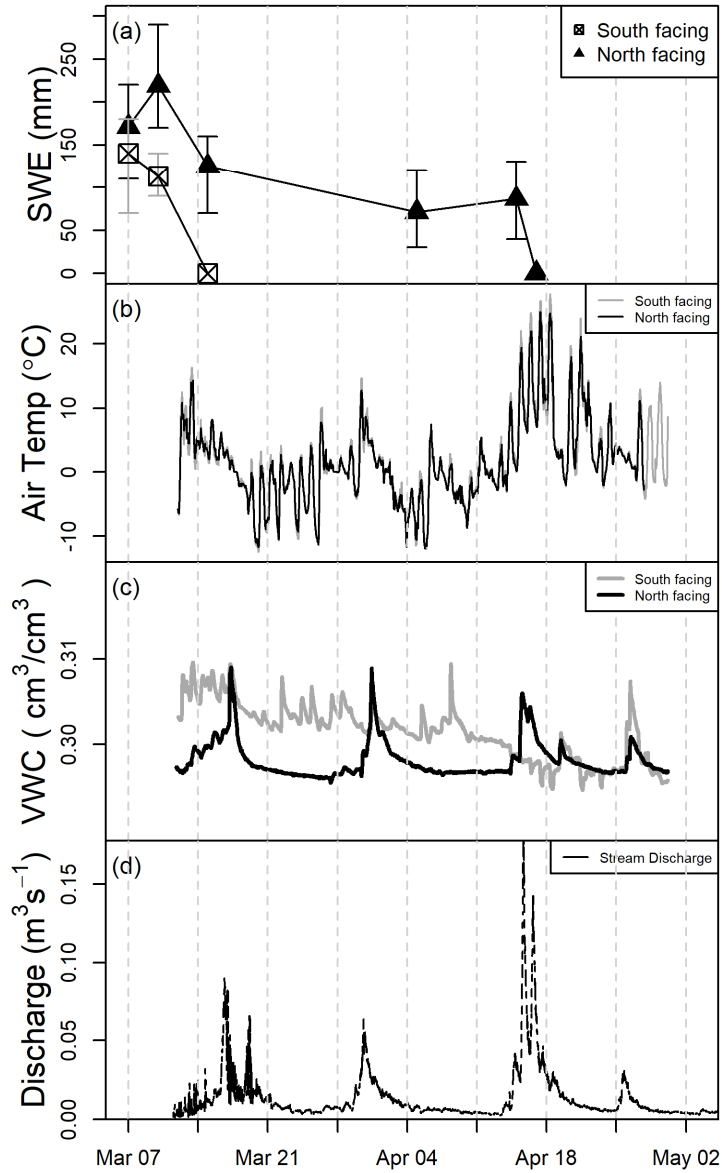 (a)
South facing
North facing
SWE (mm)
250
150
50
0
(b)
South facing
North facing
Air Temp (°C)
20
10
0
-10
(c)
South facing
North facing
VWC ( cm³/cm³)
0.31
0.30
(d)
Stream Discharge
Discharge (m³s⁻¹)
0.15
0.10
0.05
0.00
Mar 07 Mar 21 Apr 04 Apr 18 May 02